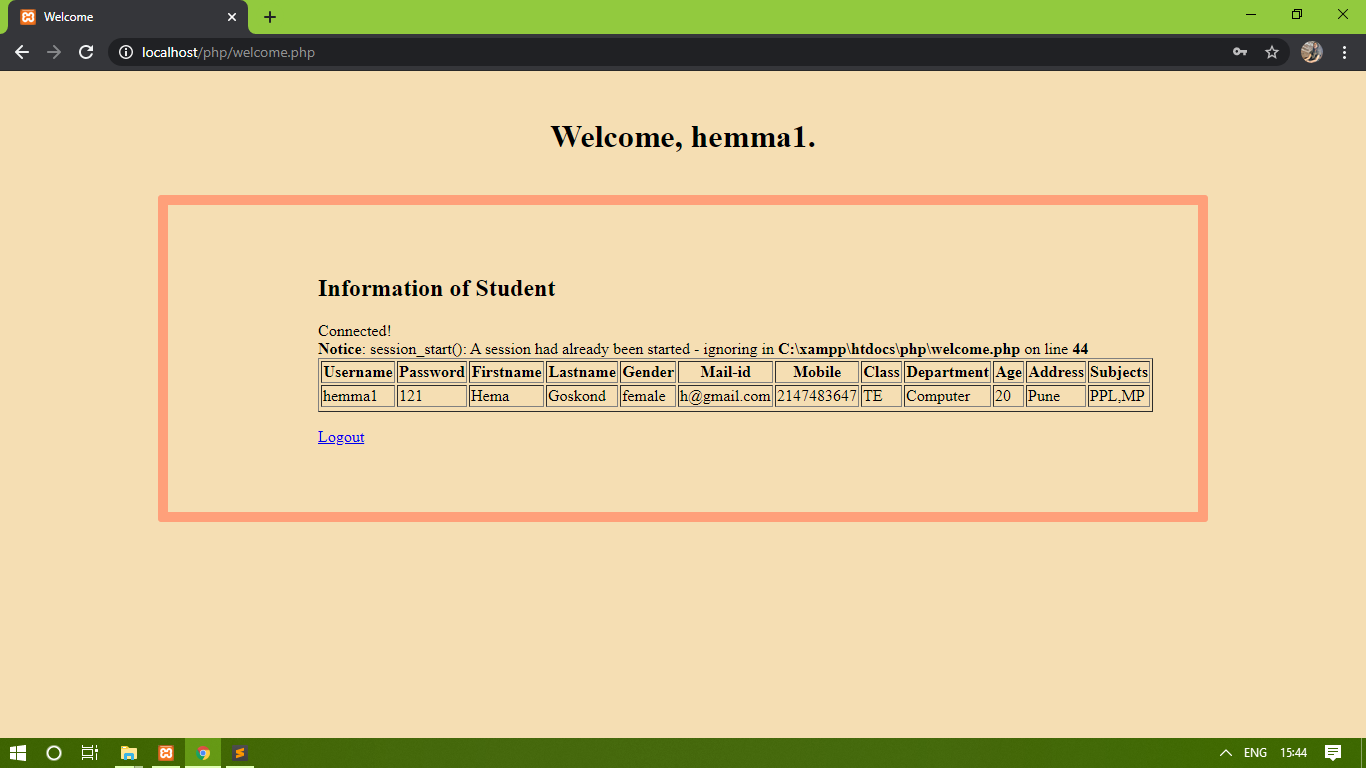 Welcome
localhost/php/welcome.php
Welcome, hemma1.
Information of Student
Connected!
Notice: session_start(): A session had already been started - ignoring in C:\xampp\htdocs\php\welcome.php on line 44
Username Password Firstname Lastname Gender Mail-id Mobile Class Department Age Address Subjects
hemma1 121 Hema Goskond female h@gmail.com 2147483647 TE Computer 20 Pune PPL,MP
Logout
ENG 15:44